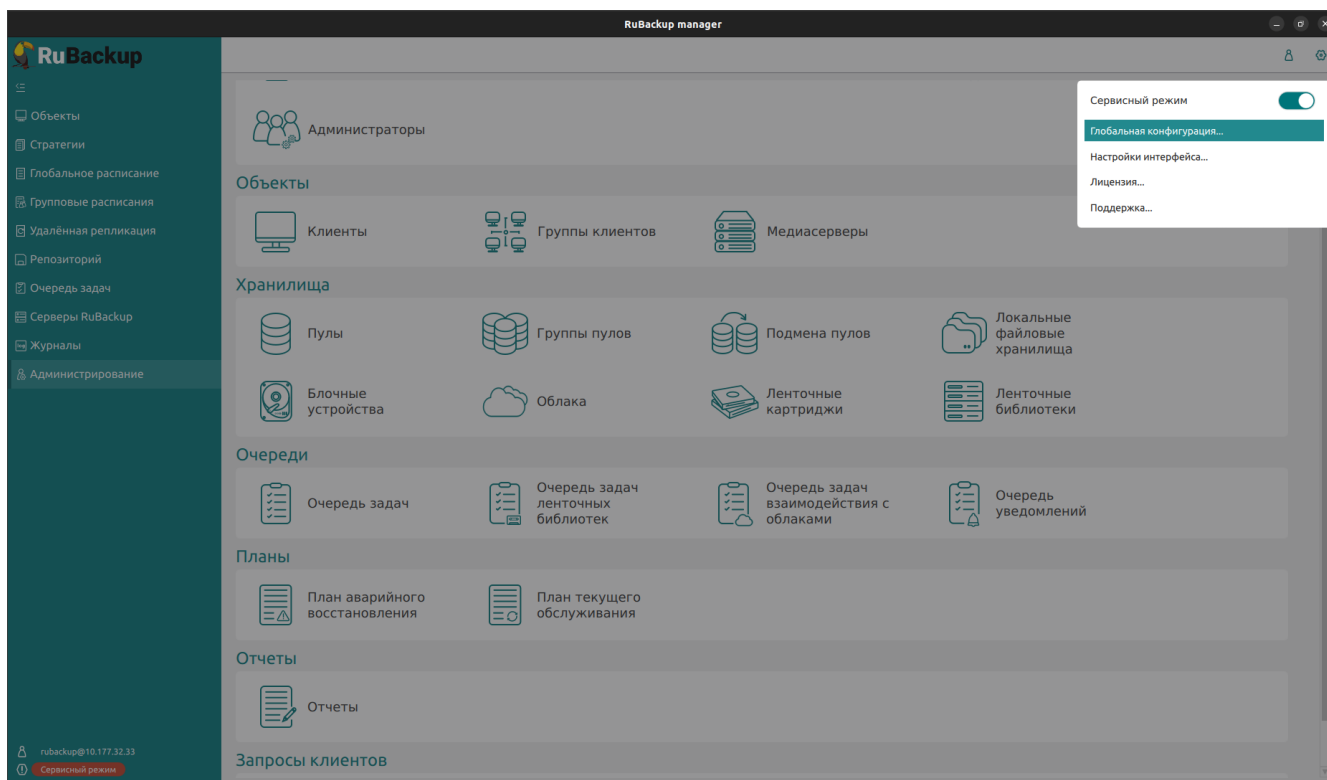 RuBackup manager
RuBackup
Объекты
Стратегии
Глобальное расписание
Групповые расписания
Удалённая репликация
Репозиторий
Очередь задач
Серверы RuBackup
Журналы
Администрирование
rubackup@10.177.32.33
Сервисный режим
Администраторы
Объекты
Клиенты
Группы клиентов
Медиасерверы
Хранилища
Пулы
Группы пулов
Подмена пулов
Локальные
файловые
хранилища
Блочные
устройства
Облака
Ленточные
картриджи
Ленточные
библиотеки
Очереди
Очередь задач
Очередь задач
ленточных
библиотек
Очередь задач
взаимодействия с
облаками
Очередь
уведомлений
Планы
План аварийного
восстановления
План текущего
обслуживания
Отчеты
Отчеты
Запросы клиентов
Сервисный режим
Глобальная конфигурация...
Настройки интерфейса...
Лицензия...
Поддержка...